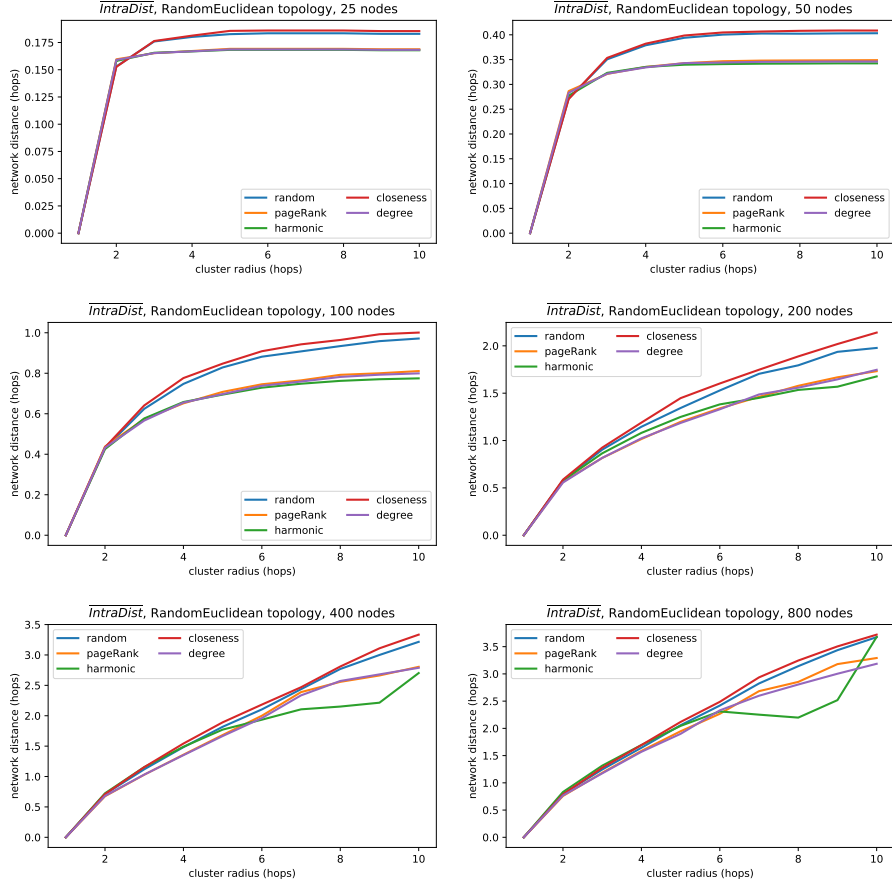 IntraDist, RandomEuclidean topology, 25 nodes
network distance (hops)
0.175
0.150
0.125
0.100
0.075
0.050
0.025
0.000
random
pageRank
harmonic
closeness
degree
2
4
6
8
10
cluster radius (hops)
IntraDist, RandomEuclidean topology, 50 nodes
network distance (hops)
0.40
0.35
0.30
0.25
0.20
0.15
0.10
0.05
0.00
random
pageRank
harmonic
closeness
degree
2
4
6
8
10
cluster radius (hops)
IntraDist, RandomEuclidean topology, 100 nodes
network distance (hops)
1.0
0.8
0.6
0.4
0.2
0.0
random
pageRank
harmonic
closeness
degree
2
4
6
8
10
cluster radius (hops)
IntraDist, RandomEuclidean topology, 200 nodes
network distance (hops)
2.0
1.5
1.0
0.5
0.0
random
pageRank
harmonic
closeness
degree
2
4
6
8
10
cluster radius (hops)
IntraDist, RandomEuclidean topology, 400 nodes
network distance (hops)
3.5
3.0
2.5
2.0
1.5
1.0
0.5
0.0
random
pageRank
harmonic
closeness
degree
2
4
6
8
10
cluster radius (hops)
IntraDist, RandomEuclidean topology, 800 nodes
network distance (hops)
3.5
3.0
2.5
2.0
1.5
1.0
0.5
0.0
random
pageRank
harmonic
closeness
degree
2
4
6
8
10
cluster radius (hops)